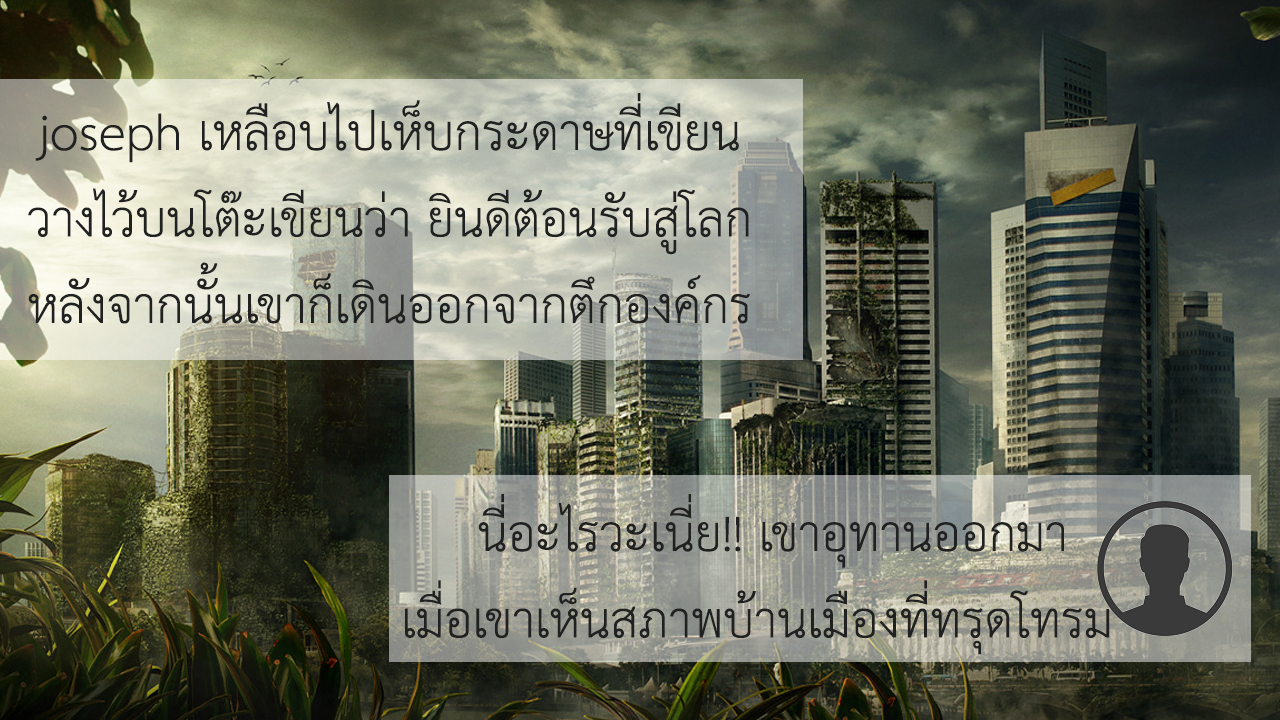 joseph เหลือบไปเห็บกระดาษที่เขียน
วางไว้บนโต๊ะเขียนว่า ยินดีต้อนรับสู่โลก
หลังจากนั้นเขาก็เดินออกจากตึกองค์กร
นี่อะไรวะเนี่ย!! เขาอุทานออกมา
เมื่อเขาเห็นสภาพบ้านเมืองที่ทรุดโทรม